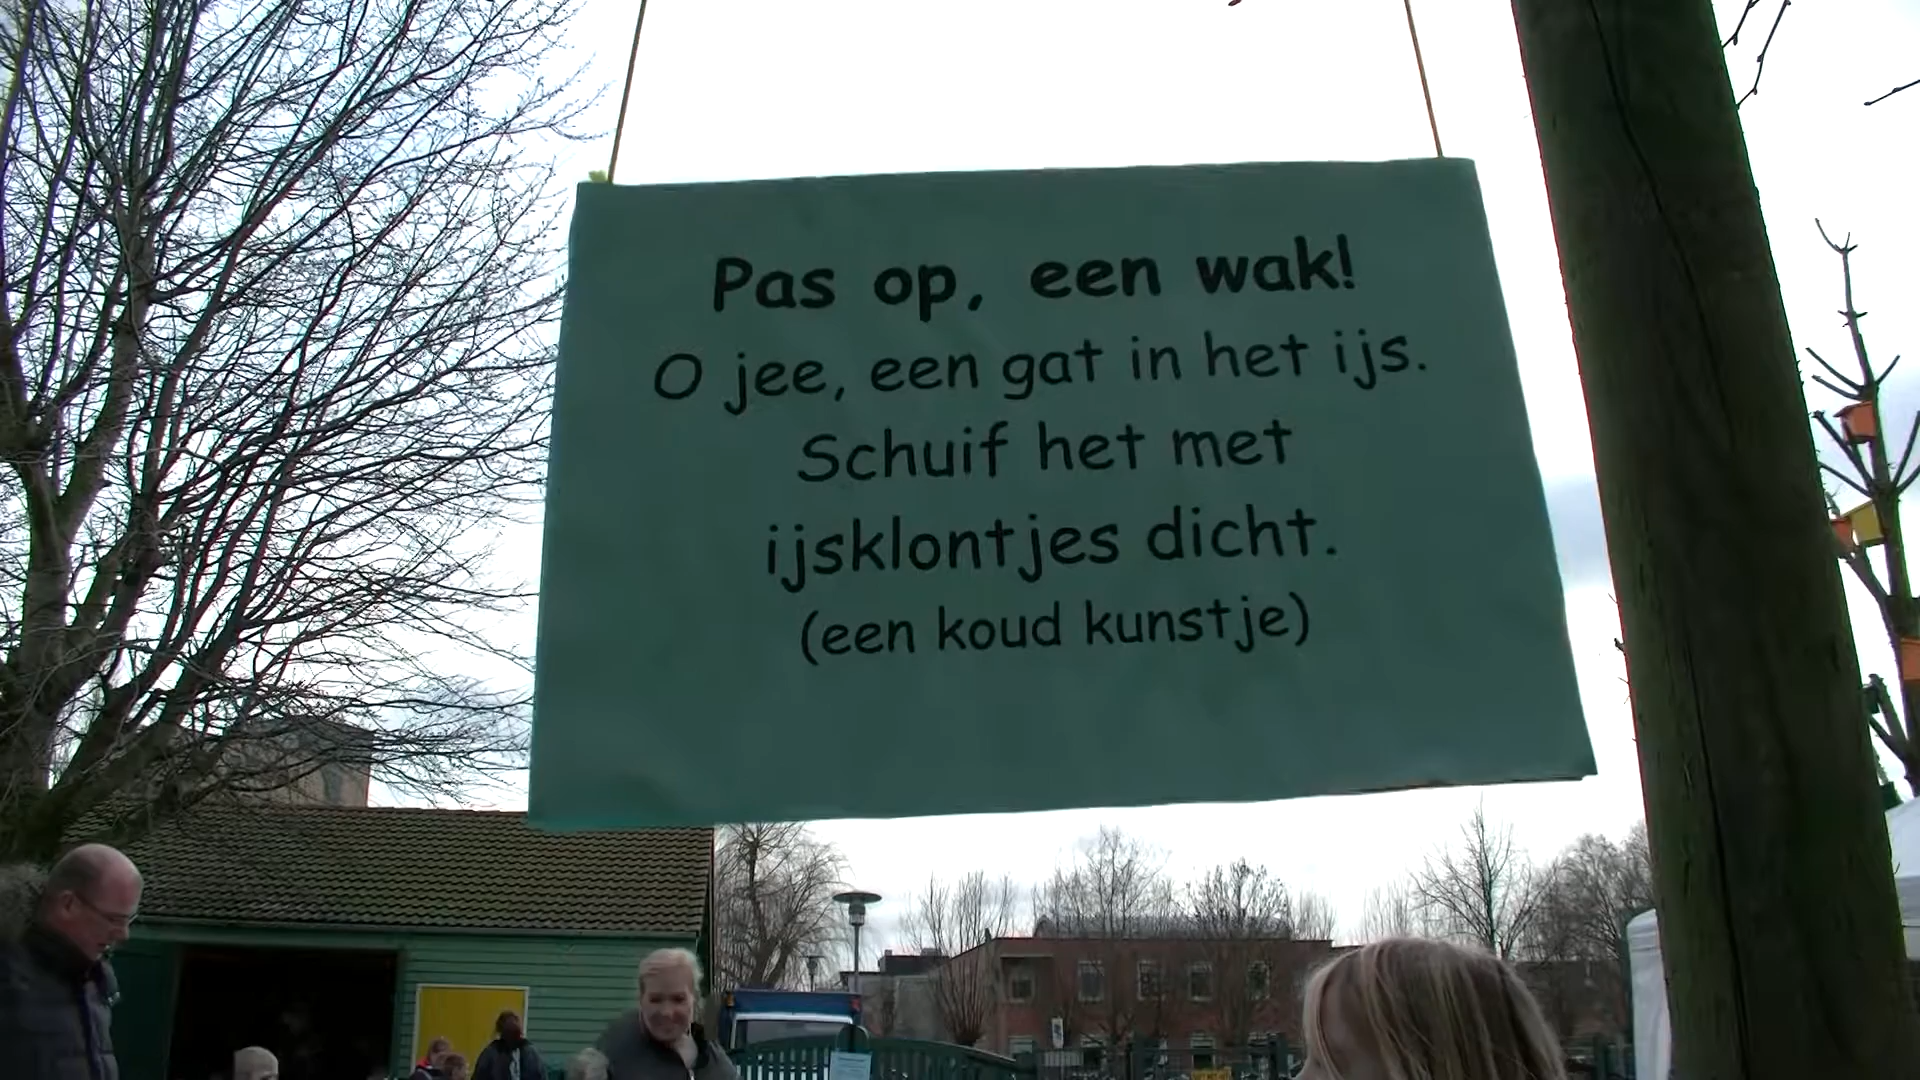 Pas op, een wak!
O jee, een gat in het ijs.
Schuif het met
ijsklontjes dicht.
(een koud kunstje)